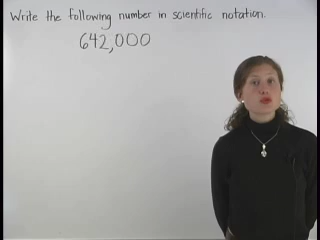 Write the following number in scientific notation.
642,000